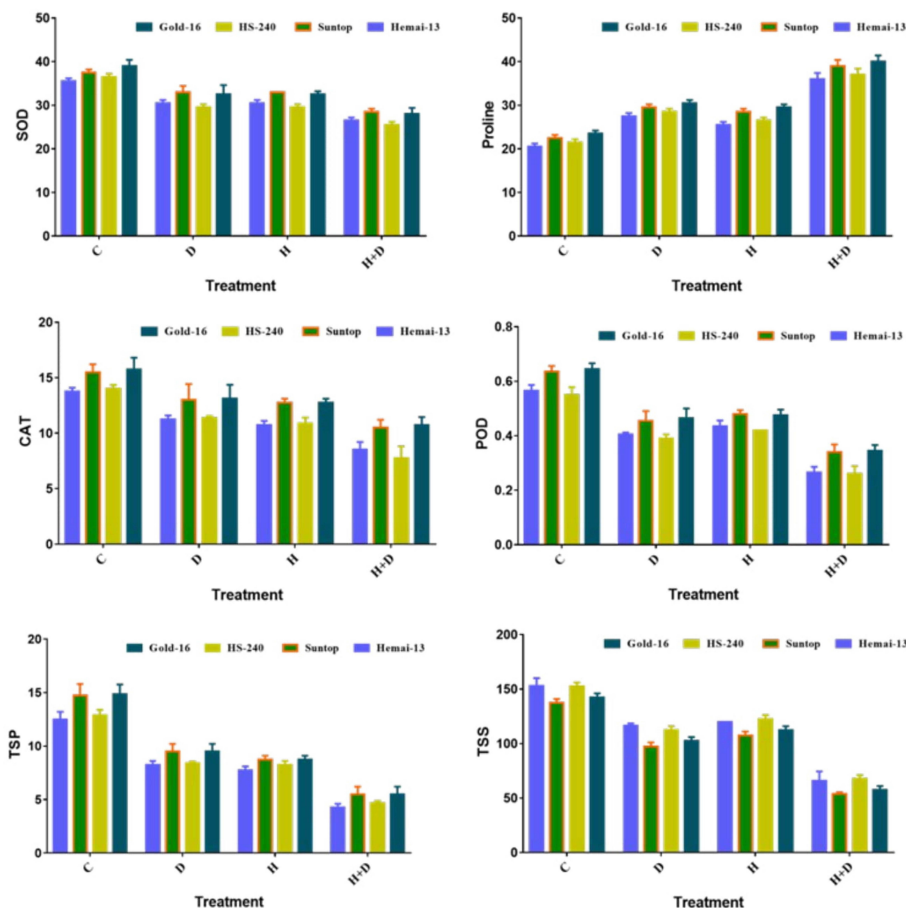 Gold-16 HS-240 Suntop Hemai-13
50
40
30
20
10
0
SOD
C D H H+D
Treatment
Gold-16 HS-240 Suntop Hemai-13
50
40
30
20
10
0
Proline
C D H H+D
Treatment
Gold-16 HS-240 Suntop Hemai-13
20
15
10
5
0
CAT
C D H H+D
Treatment
Gold-16 HS-240 Suntop Hemai-13
0.8
0.6
0.4
0.2
0.0
POD
C D H H+D
Treatment
Gold-16 HS-240 Suntop Hemai-13
20
15
10
5
0
TSP
C D H H+D
Treatment
Gold-16 HS-240 Suntop Hemai-13
200
150
100
50
0
TSS
C D H H+D
Treatment